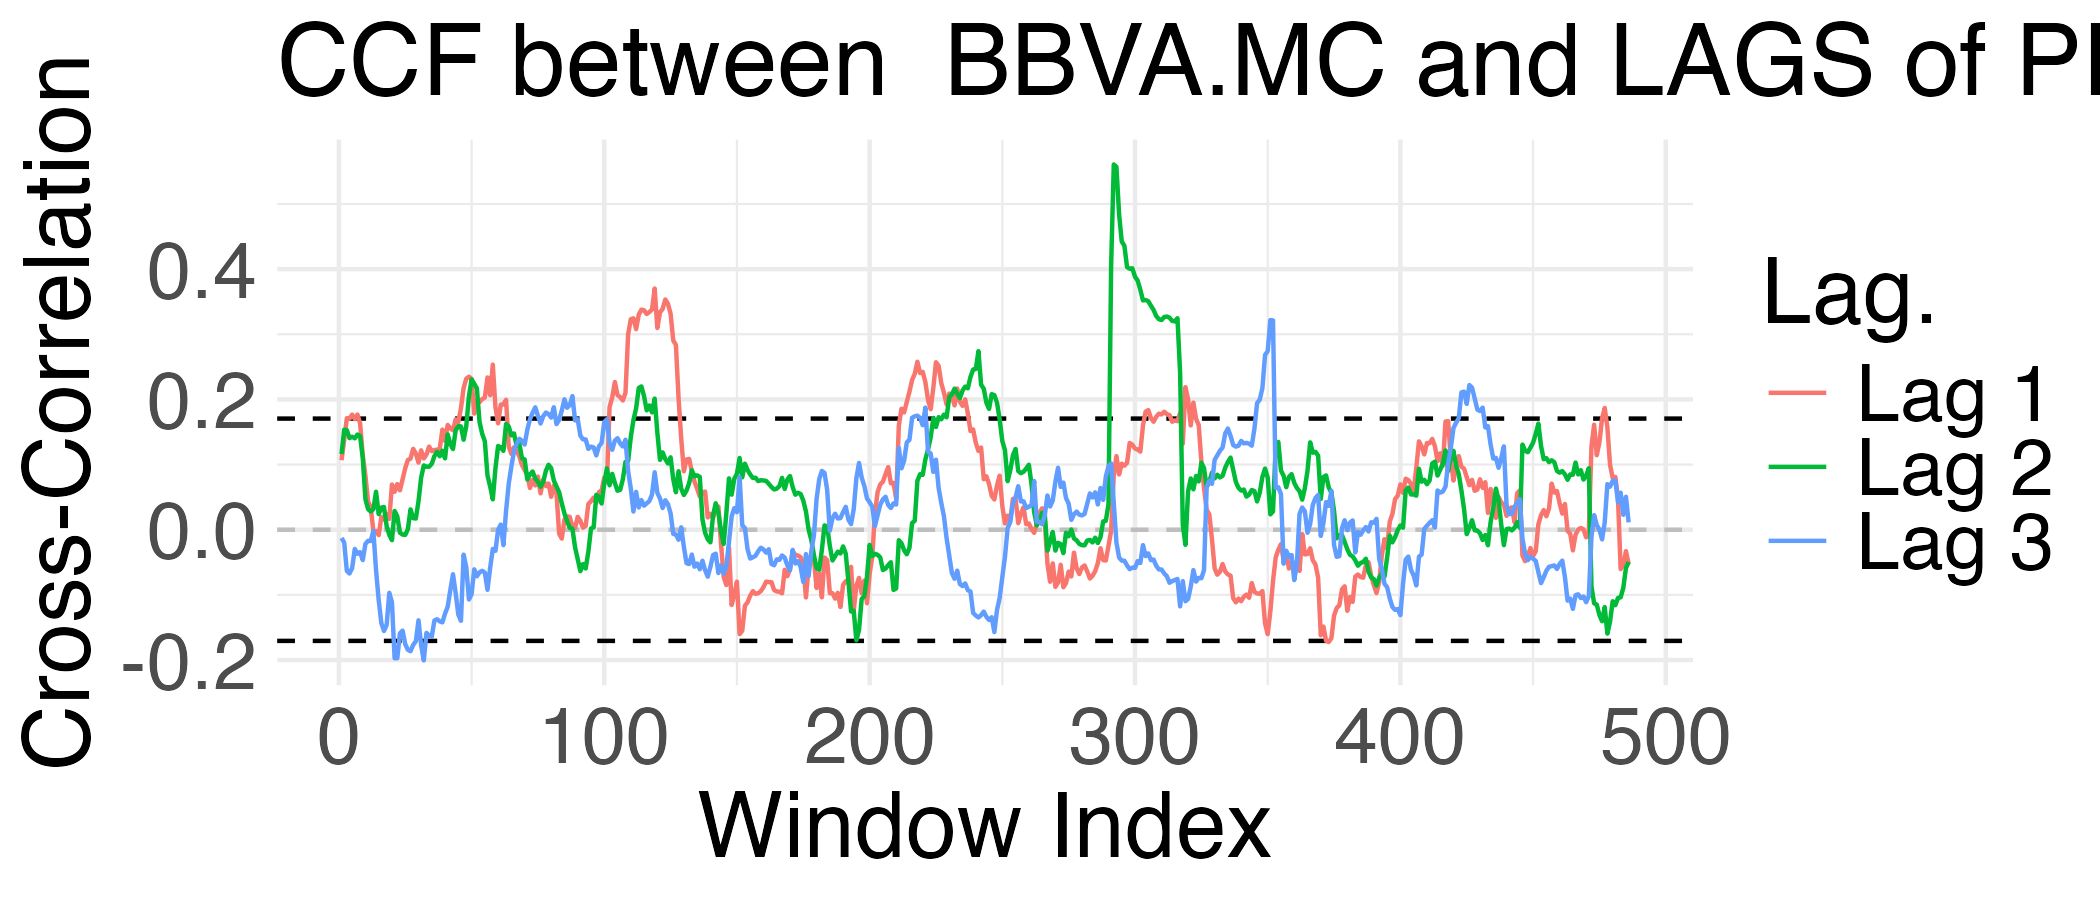 CCF between BBVA.MC and LAGS of
Cross-Correlation
0.4
0.2
0.0
-0.2
0
100
200
300
400
500
Window Index
Lag.
Lag 1
Lag 2
Lag 3